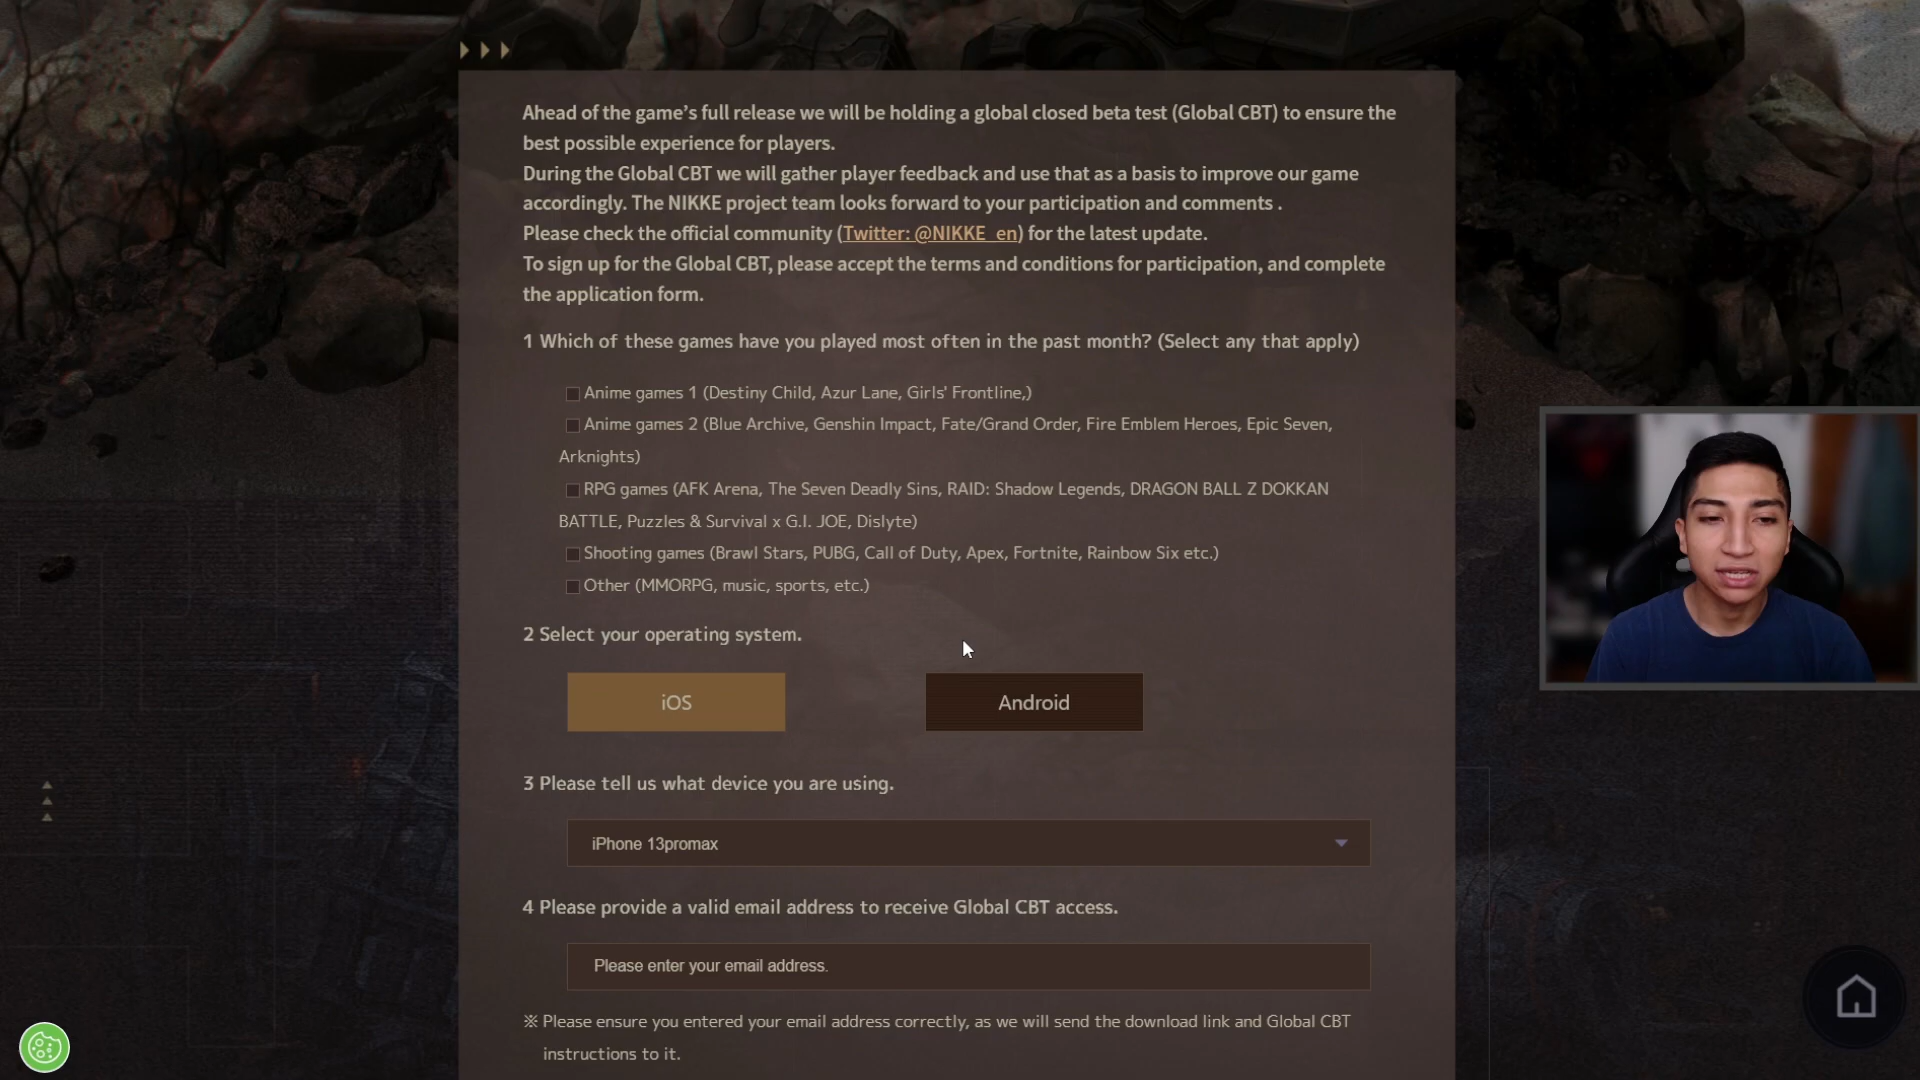 Ahead of the game's full release we will be holding a global closed beta test (Global CBT) to ensure the
best possible experience for players.
During the Global CBT we will gather player feedback and use that as a basis to improve our game
accordingly. The NIKKE project team looks forward to your participation and comments .
Please check the official community (Twitter: @NIKKE_en) for the latest update.
To sign up for the Global CBT, please accept the terms and conditions for participation, and complete
the application form.
1 Which of these games have you played most often in the past month? (Select any that apply)
Anime games 1 (Destiny Child, Azur Lane, Girls' Frontline,)
Anime games 2 (Blue Archive, Genshin Impact, Fate/Grand Order, Fire Emblem Heroes, Epic Seven,
Arknights)
RPG games (AFK Arena, The Seven Deadly Sins, RAID: Shadow Legends, DRAGON BALL Z DOKKAN
BATTLE, Puzzles & Survival x G.I. JOE, Dislyte)
Shooting games (Brawl Stars, PUBG, Call of Duty, Apex, Fortnite, Rainbow Six etc.)
Other (MMORPG, music, sports, etc.)
2 Select your operating system.
iOS
Android
3 Please tell us what device you are using.
iPhone 13promax
4 Please provide a valid email address to receive Global CBT access.
Please enter your email address.
※ Please ensure you entered your email address correctly, as we will send the download link and Global CBT
instructions to it.